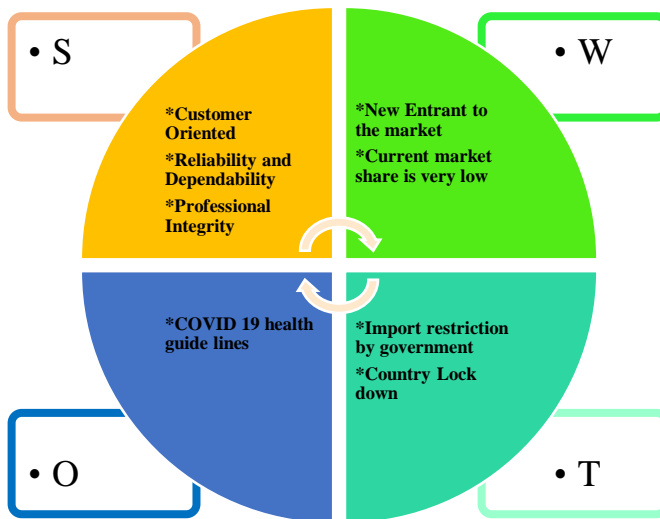 • S
*Customer
Oriented
*Reliability and
Dependability
*Professional
Integrity
• W
*New Entrant to
the market
*Current market
share is very low
*COVID 19 health
guide lines
• O
*Import restriction
by government
*Country Lock
down
• T